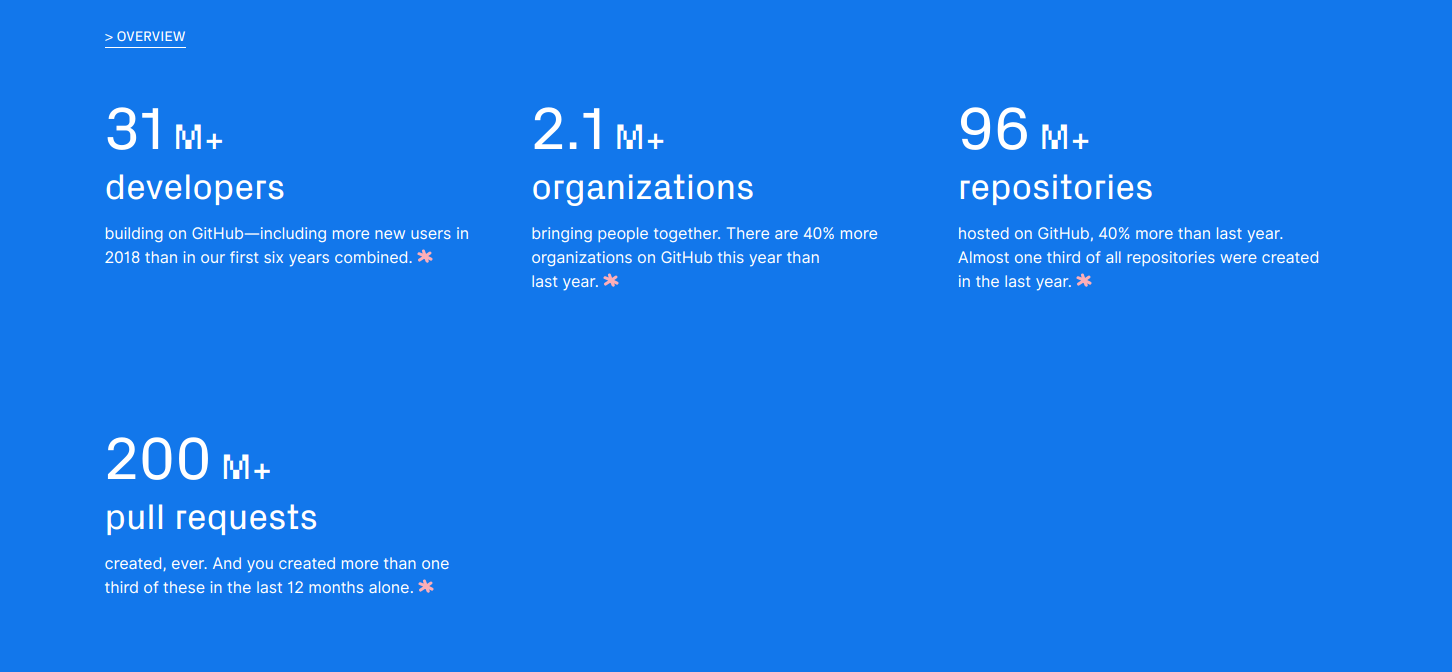 > OVERVIEW
31 M+
developers
building on GitHub—including more new users in
2018 than in our first six years combined. *
2.1 M+
organizations
bringing people together. There are 40% more
organizations on GitHub this year than
last year. *
96 M+
repositories
hosted on GitHub, 40% more than last year.
Almost one third of all repositories were created
in the last year. *
200 M+
pull requests
created, ever. And you created more than one
third of these in the last 12 months alone. *